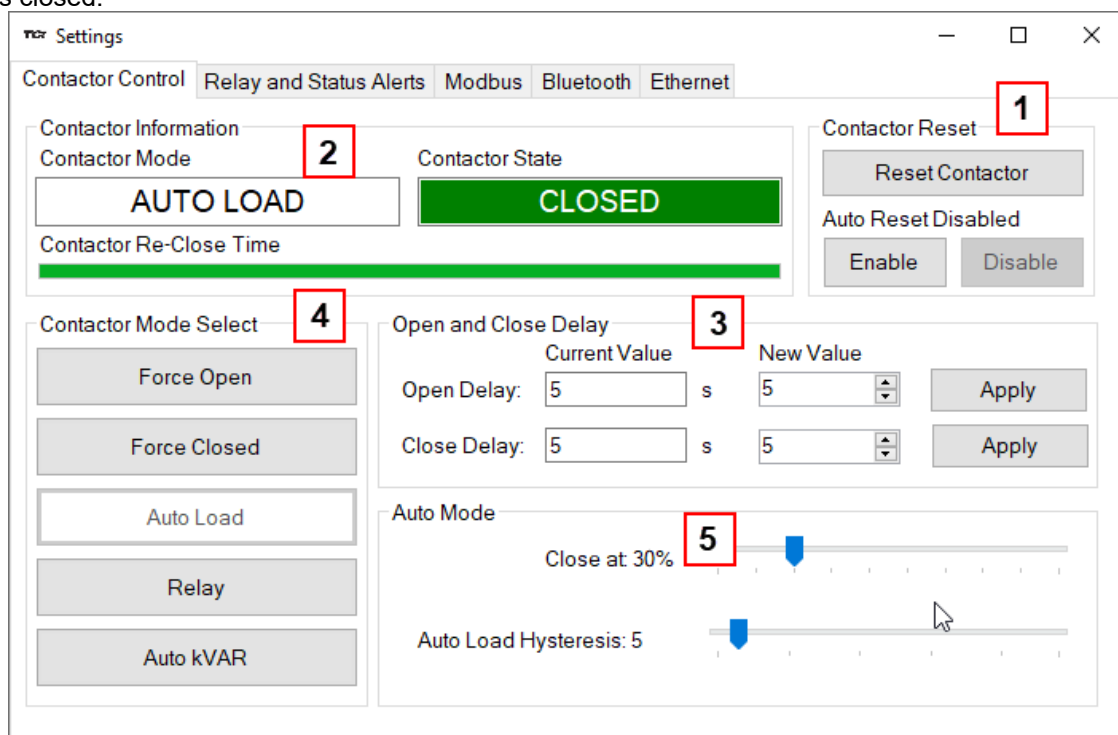 s closed.
TCI Settings
Contactor Control Relay and Status Alerts Modbus Bluetooth Ethernet
1
Contactor Information
2
Contactor Mode Contactor State
AUTO LOAD CLOSED
Contactor Re-Close Time
Contactor Reset
Reset Contactor
Auto Reset Disabled
Enable Disable
Contactor Mode Select
4
Force Open
Force Closed
Auto Load
Relay
Auto kVAR
Open and Close Delay
3
Current Value New Value
Open Delay: 5 s 5 Apply
Close Delay: 5 s 5 Apply
Auto Mode
5
Close at: 30%
Auto Load Hysteresis: 5